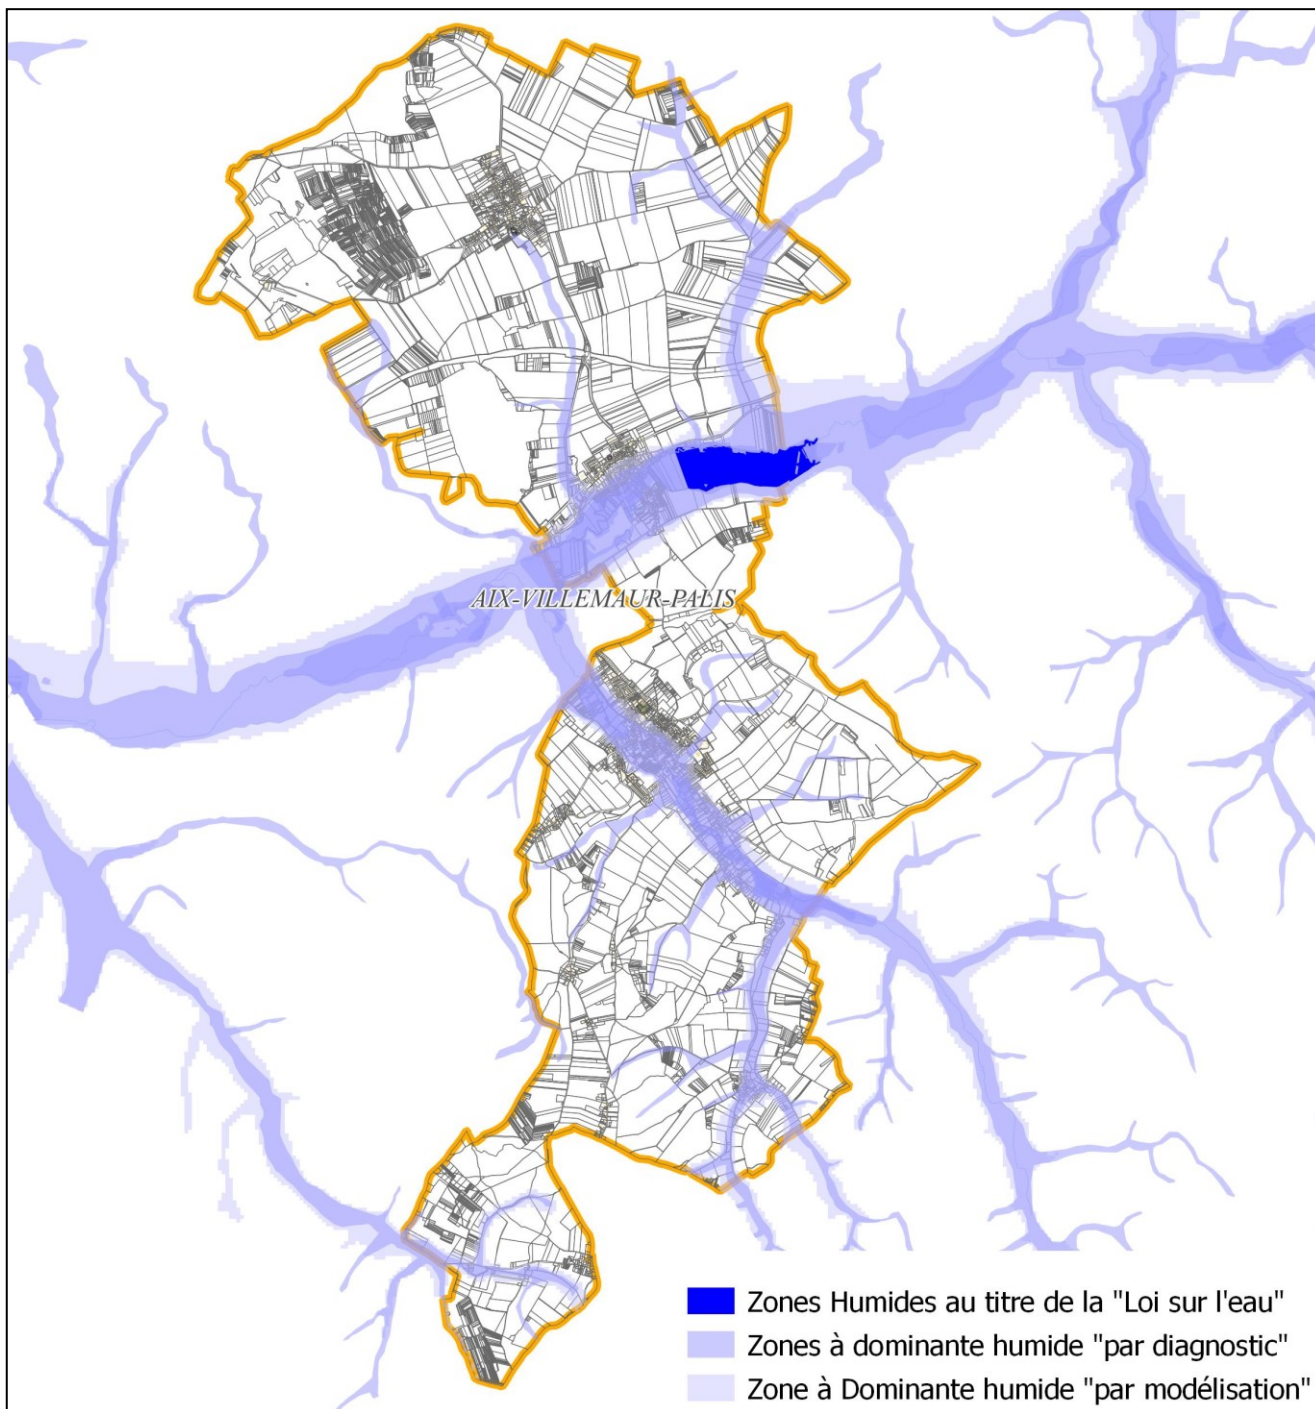 AIX-VILLEMAUR-PALIS
Zones Humides au titre de la "Loi sur l'eau"
Zones à dominante humide "par diagnostic"
Zone à Dominante humide "par modélisation"